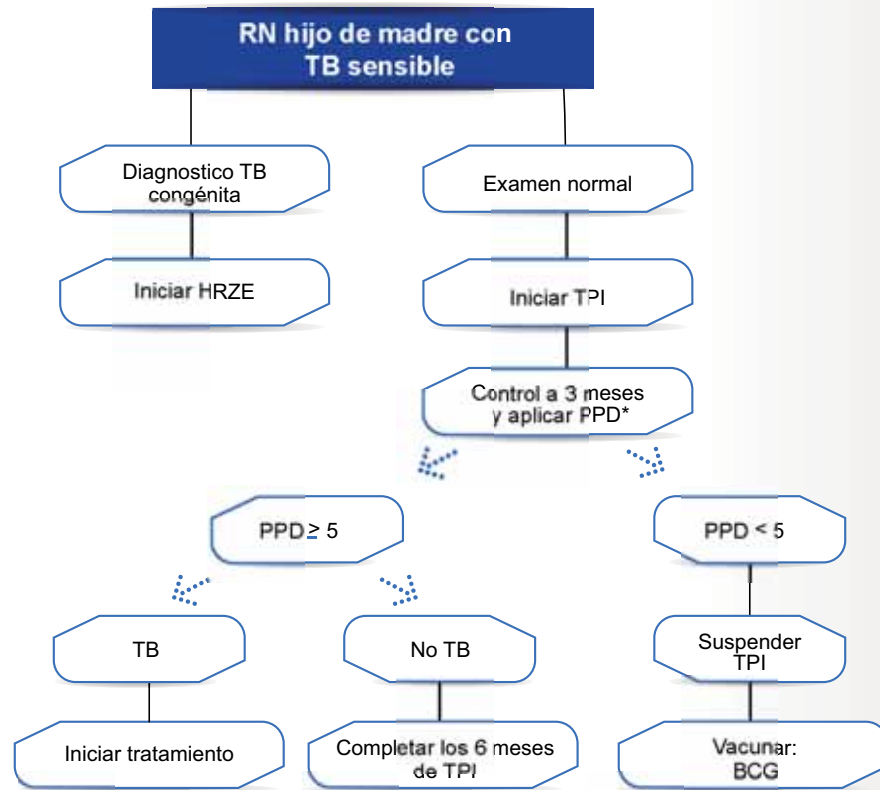 RN hijo de madre con
TB sensible
Diagnostico TB
congénita
Examen normal
Iniciar HRZE
Iniciar TPI
Control a 3 meses
y aplicar PPD*
PPD ≥ 5
PPD < 5
TB
No TB
Suspender
TPI
Iniciar tratamiento
Completar los 6 meses
de TPI
Vacunar:
BCG